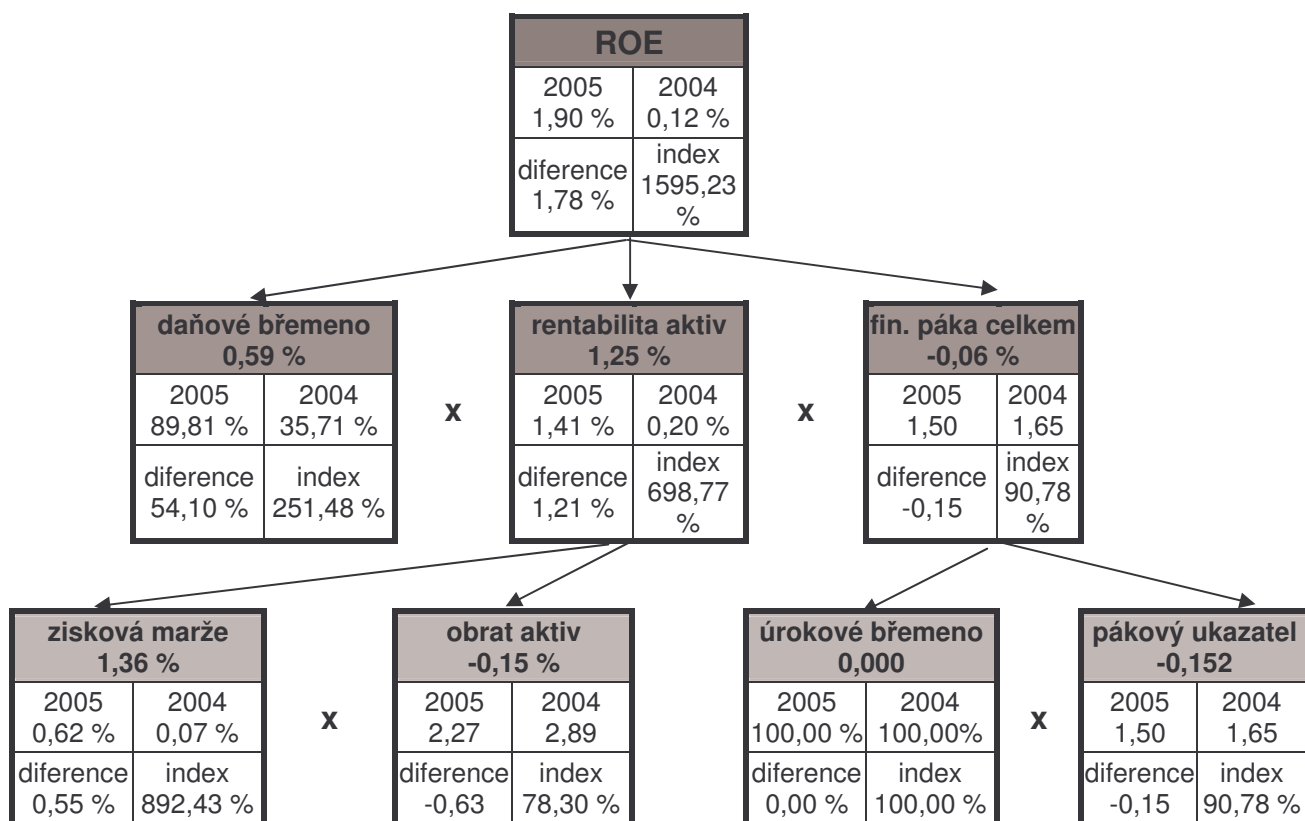 ROE
2005 2004
1,90 % 0,12 %
diference index
1,78 % 1595,23
%
daňové břemeno rentabilita aktiv fin. páka celkem
0,59 % 1,25 % -0,06 %
2005 2004 x 2005 2004 x 2005 2004
89,81 % 35,71 % 1,41 % 0,20 % 1,50 1,65
diference index diference index diference index
54,10 % 251,48 % 1,21 % 698,77 -0,15 90,78
% %
zisková marže obrat aktiv úrokové břemeno pákový ukazatel
1,36 % -0,15 % 0,000 -0,152
2005 2004 x 2005 2004 2005 2004 x 2005 2004
0,62 % 0,07 % 2,27 2,89 100,00 % 100,00% 1,50 1,65
diference index diference index diference index diference index
0,55 % 892,43 % -0,63 78,30 % 0,00 % 100,00 % -0,15 90,78 %